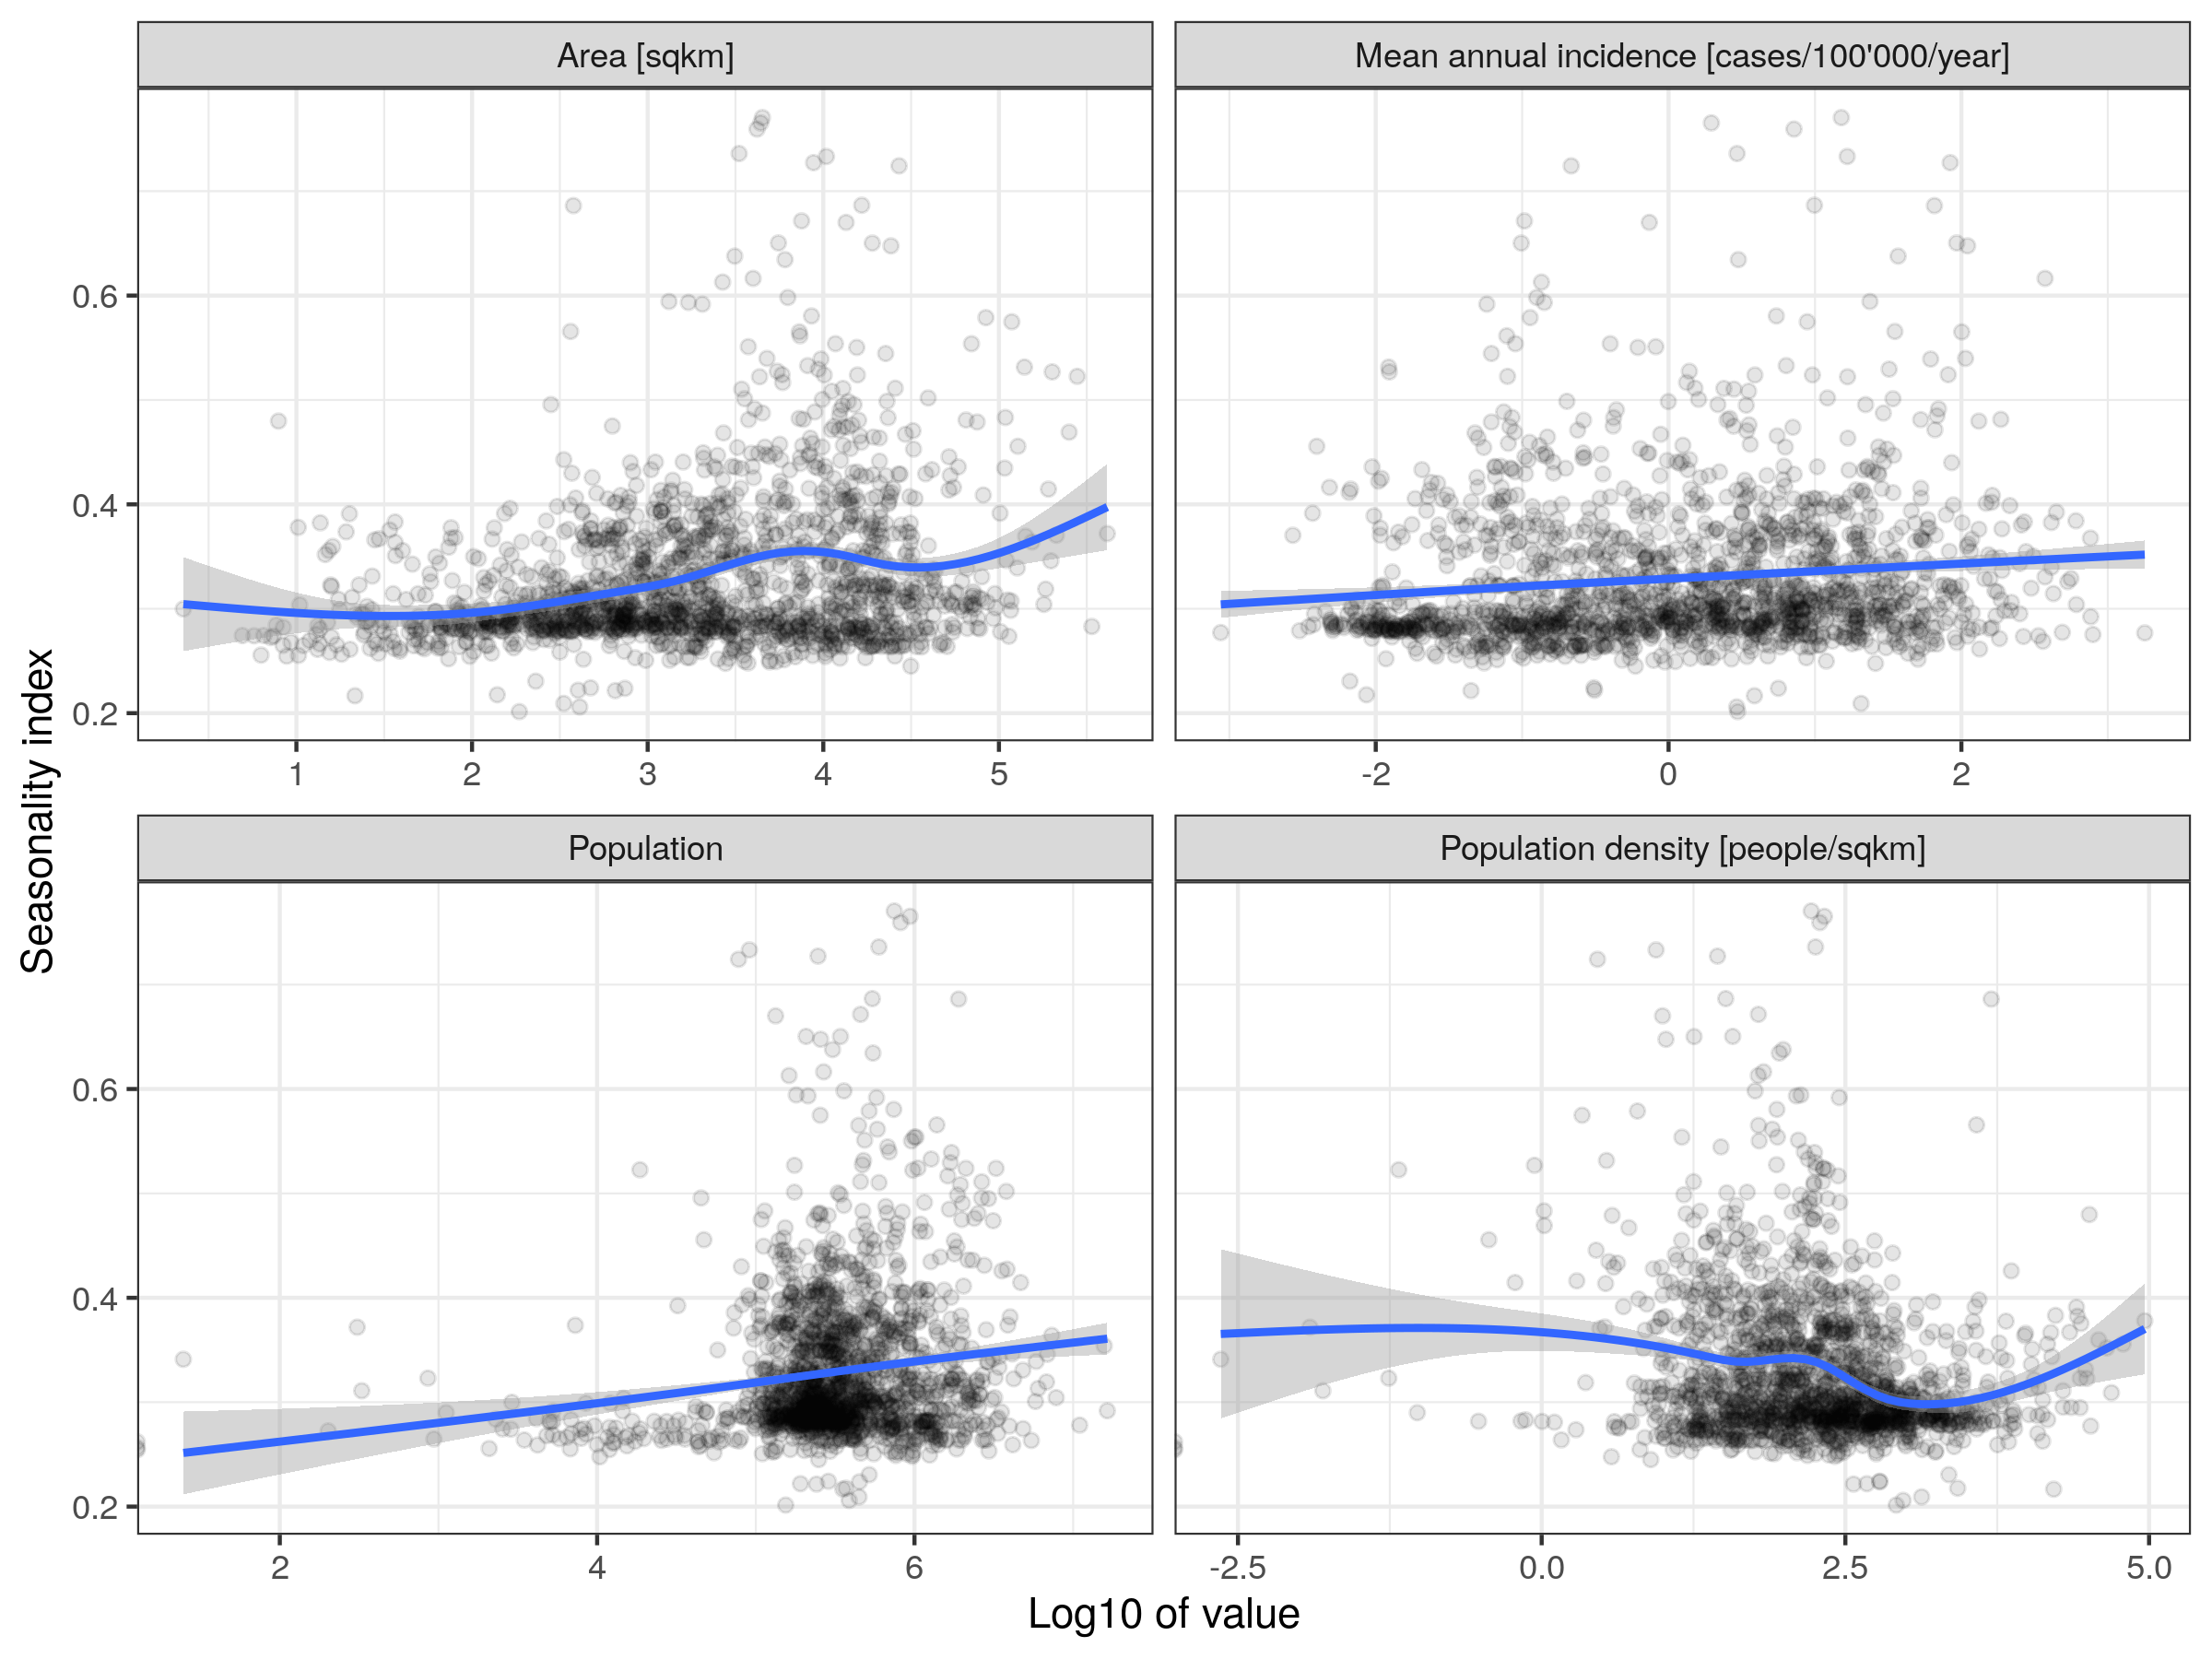 Area [sqkm]
Mean annual incidence [cases/100'000/year]
0.6
0.4
0.2
1 2 3 4 5
-2 0 2
Population
Population density [people/sqkm]
0.6
0.4
0.2
2 4 6
-2.5 0.0 2.5 5.0
Seasonality index
Log10 of value